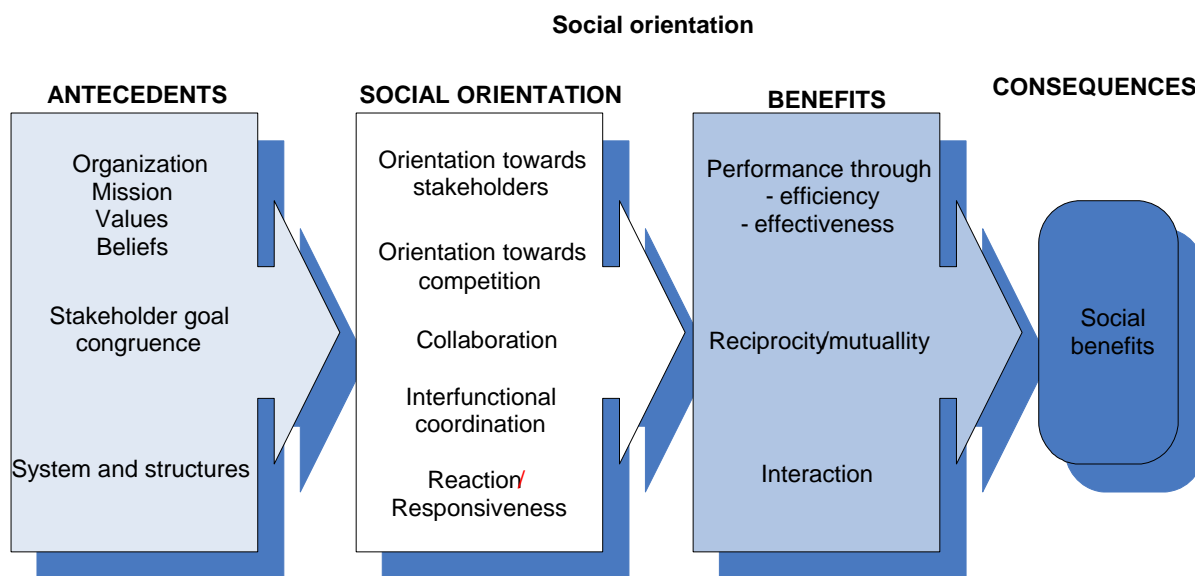 Social orientation
ANTECEDENTS
Organization
Mission
Values
Beliefs
Stakeholder goal
congruence
System and structures
SOCIAL ORIENTATION
Orientation towards
stakeholders
Orientation towards
competition
Collaboration
Interfunctional
coordination
Reaction/
Responsiveness
BENEFITS
Performance through
- efficiency
- effectiveness
Reciprocity/mutuallity
Interaction
CONSEQUENCES
Social
benefits